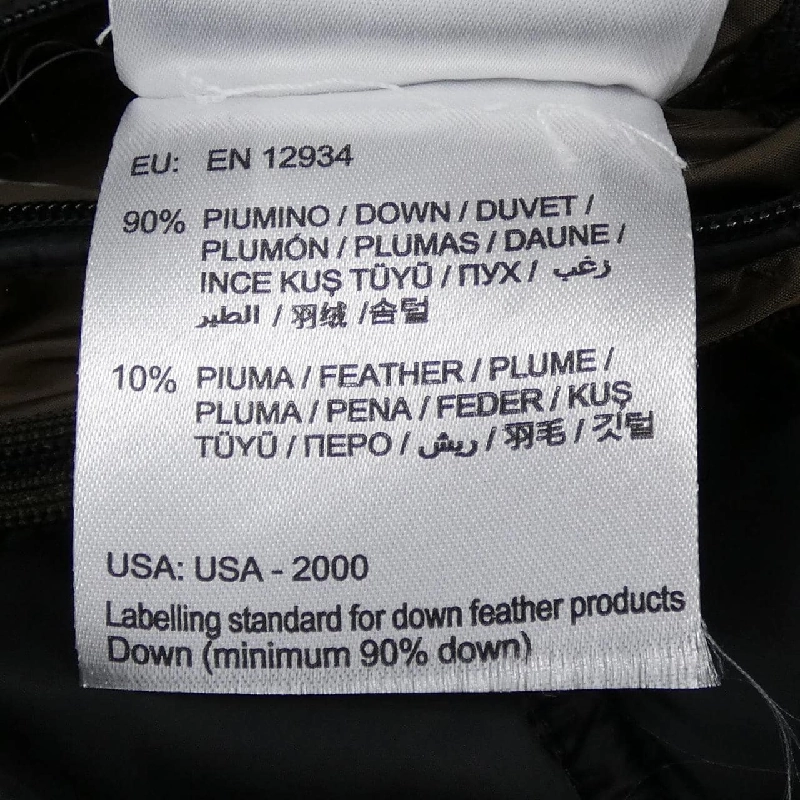 EU: EN 12934
90% PIUMINO / DOWN / DUVET /
PLUMÓN / PLUMAS / DAUNE /
INCE KUŞ TÜYÜ / ПУХ / زغب
الطير / 羽绒 /솜털
10% PIUMA / FEATHER / PLUME /
PLUMA / PENA / FEDER / KUŞ
TÜYÜ / ПЕРО / ريش / 羽毛 / 깃털
USA: USA - 2000
Labelling standard for down feather products
Down (minimum 90% down)